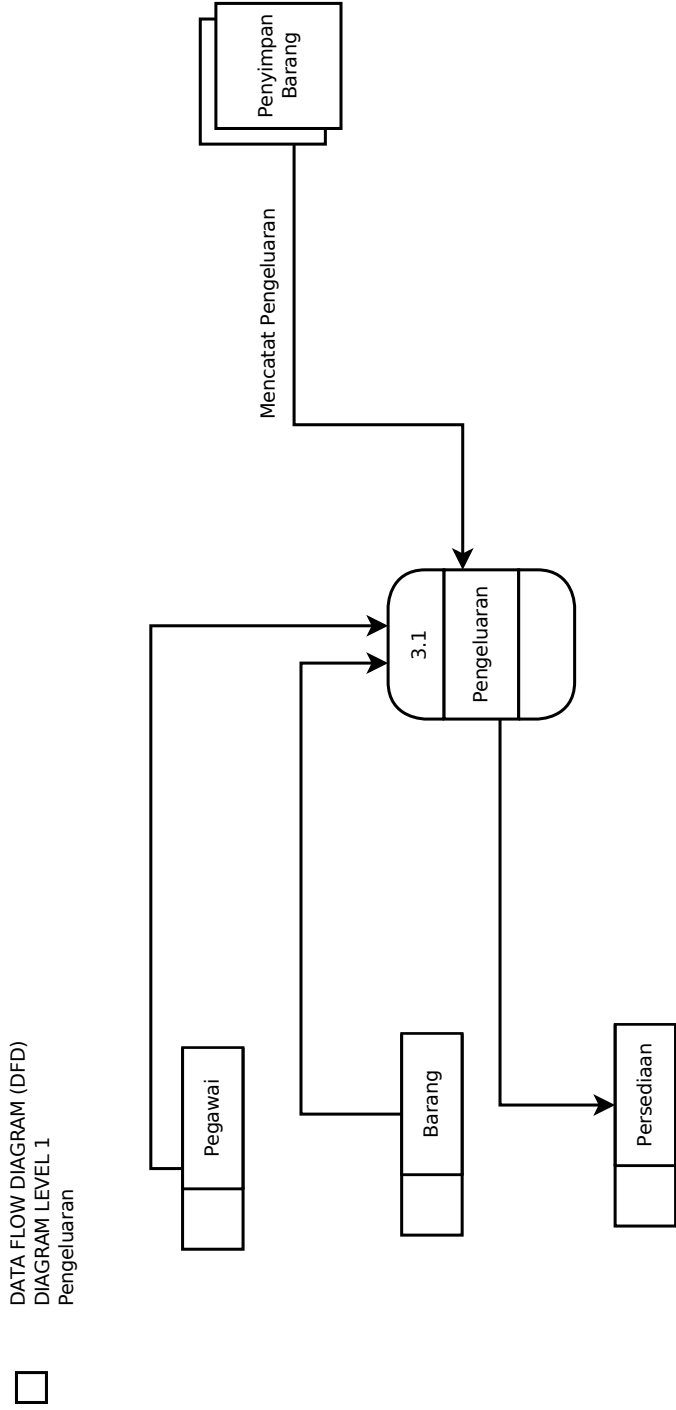 DATA FLOW DIAGRAM (DFD)
DIAGRAM LEVEL 1
Pengeluaran
Pegawai
Barang
Persediaan
3.1
Pengeluaran
Mencatat Pengeluaran
Penyimpan
Barang